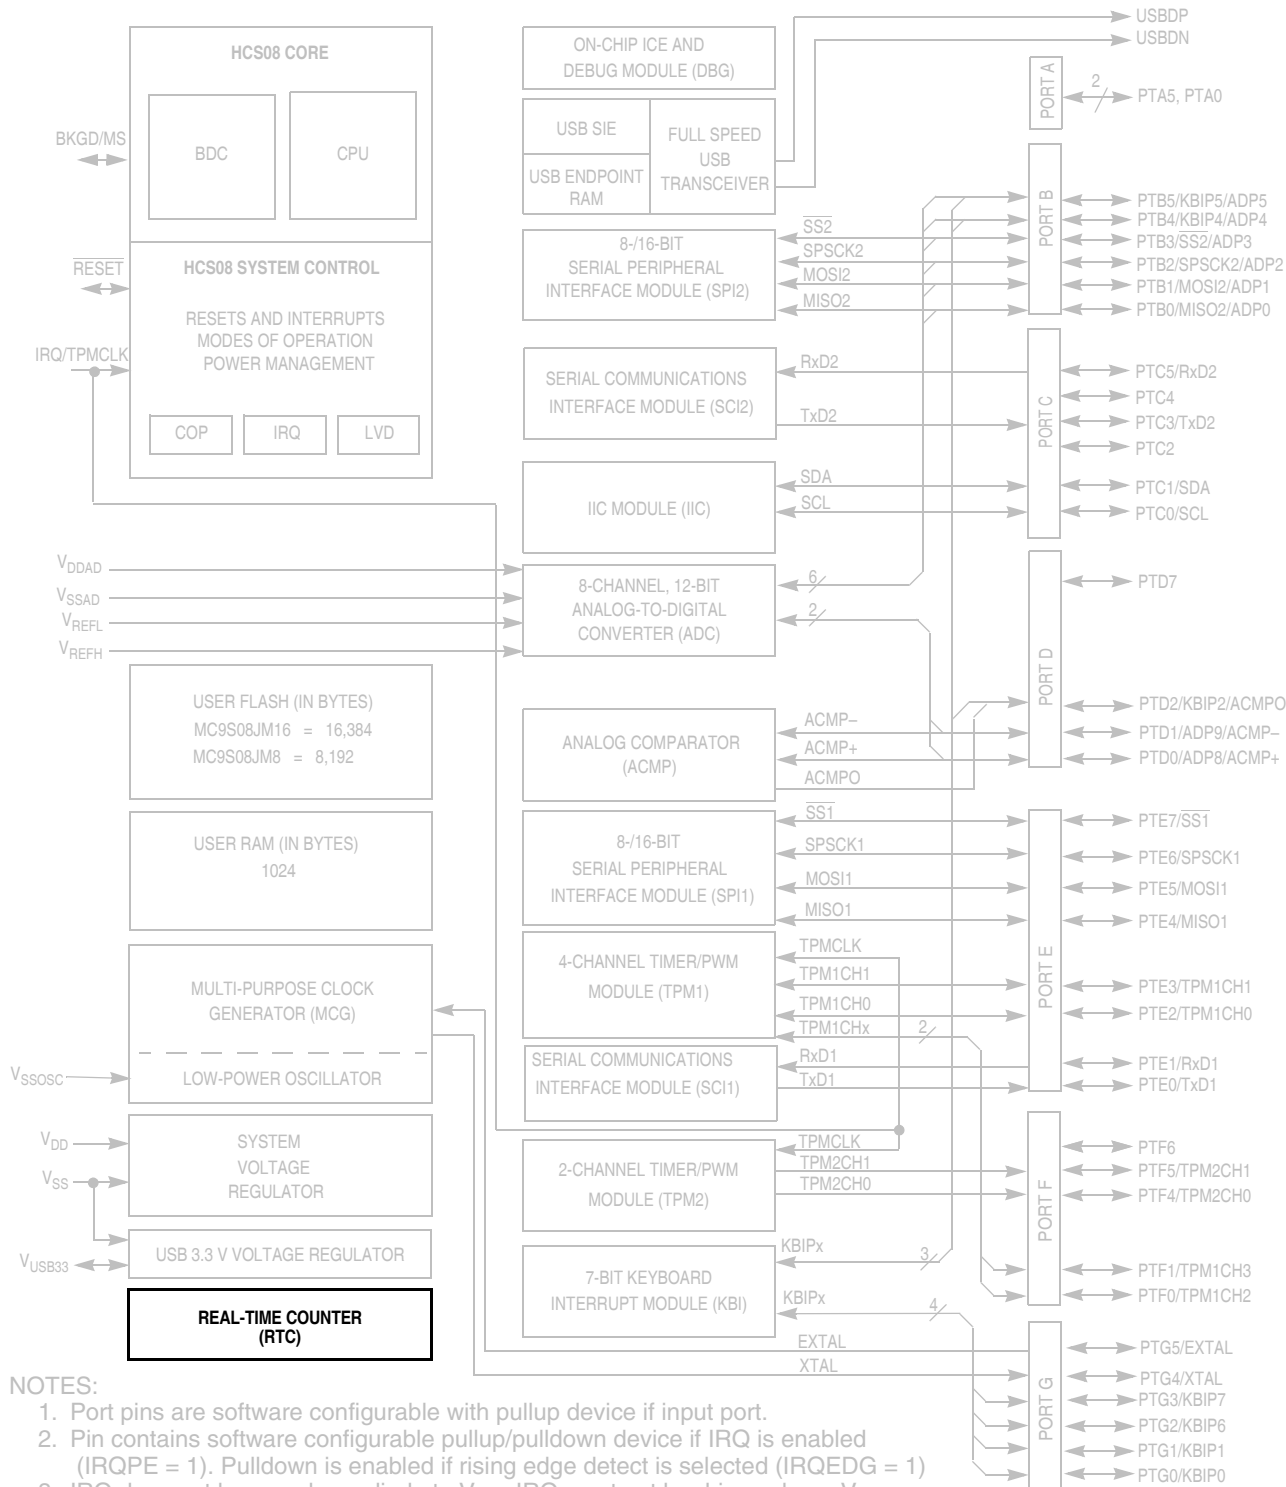 HCS08 CORE
BDC
CPU
BKGD/MS
RESET
HCS08 SYSTEM CONTROL
RESETS AND INTERRUPTS
MODES OF OPERATION
POWER MANAGEMENT
IRQ/TPMCLK
COP
IRQ
LVD
VDDAD
VSSAD
VREFL
VREFH
USER FLASH (IN BYTES)
MC9S08JM16 = 16,384
MC9S08JM8 = 8,192
USER RAM (IN BYTES)
1024
MULTI-PURPOSE CLOCK
GENERATOR (MCG)
LOW-POWER OSCILLATOR
VSSOSC
VDD
VSS
SYSTEM
VOLTAGE
REGULATOR
USB 3.3 V VOLTAGE REGULATOR
VUSB33
REAL-TIME COUNTER
(RTC)
ON-CHIP ICE AND
DEBUG MODULE (DBG)
USB SIE
USB ENDPOINT
RAM
FULL SPEED
USB
TRANSCEIVER
8-/16-BIT
SERIAL PERIPHERAL
INTERFACE MODULE (SPI2)
SS2
SPSCK2
MOSI2
MISO2
SERIAL COMMUNICATIONS
INTERFACE MODULE (SCI2)
RxD2
TxD2
IIC MODULE (IIC)
SDA
SCL
8-CHANNEL, 12-BIT
ANALOG-TO-DIGITAL
CONVERTER (ADC)
6
2
ANALOG COMPARATOR
(ACMP)
ACMP–
ACMP+
ACMPO
8-/16-BIT
SERIAL PERIPHERAL
INTERFACE MODULE (SPI1)
SS1
SPSCK1
MOSI1
MISO1
4-CHANNEL TIMER/PWM
MODULE (TPM1)
TPMCLK
TPM1CH1
TPM1CH0
TPM1CHx
2
SERIAL COMMUNICATIONS
INTERFACE MODULE (SCI1)
RxD1
TxD1
2-CHANNEL TIMER/PWM
MODULE (TPM2)
TPMCLK
TPM2CH1
TPM2CH0
7-BIT KEYBOARD
INTERRUPT MODULE (KBI)
KBIPx
3
KBIPx
4
EXTAL
XTAL
USBDP
USBDN
PORT A
2
PTA5, PTA0
PORT B
PTB5/KBIP5/ADP5
PTB4/KBIP4/ADP4
PTB3/SS2/ADP3
PTB2/SPSCK2/ADP2
PTB1/MOSI2/ADP1
PTB0/MISO2/ADP0
PORT C
PTC5/RxD2
PTC4
PTC3/TxD2
PTC2
PTC1/SDA
PTC0/SCL
PORT D
PTD7
PTD2/KBIP2/ACMPO
PTD1/ADP9/ACMP–
PTD0/ADP8/ACMP+
PORT E
PTE7/SS1
PTE6/SPSCK1
PTE5/MOSI1
PTE4/MISO1
PTE3/TPM1CH1
PTE2/TPM1CH0
PTE1/RxD1
PTE0/TxD1
PORT F
PTF6
PTF5/TPM2CH1
PTF4/TPM2CH0
PTF1/TPM1CH3
PTF0/TPM1CH2
PORT G
PTG5/EXTAL
PTG4/XTAL
PTG3/KBIP7
PTG2/KBIP6
PTG1/KBIP1
PTG0/KBIP0
NOTES:
1. Port pins are software configurable with pullup device if input port.
2. Pin contains software configurable pullup/pulldown device if IRQ is enabled
(IRQPE = 1). Pulldown is enabled if rising edge detect is selected (IRQEDG = 1)